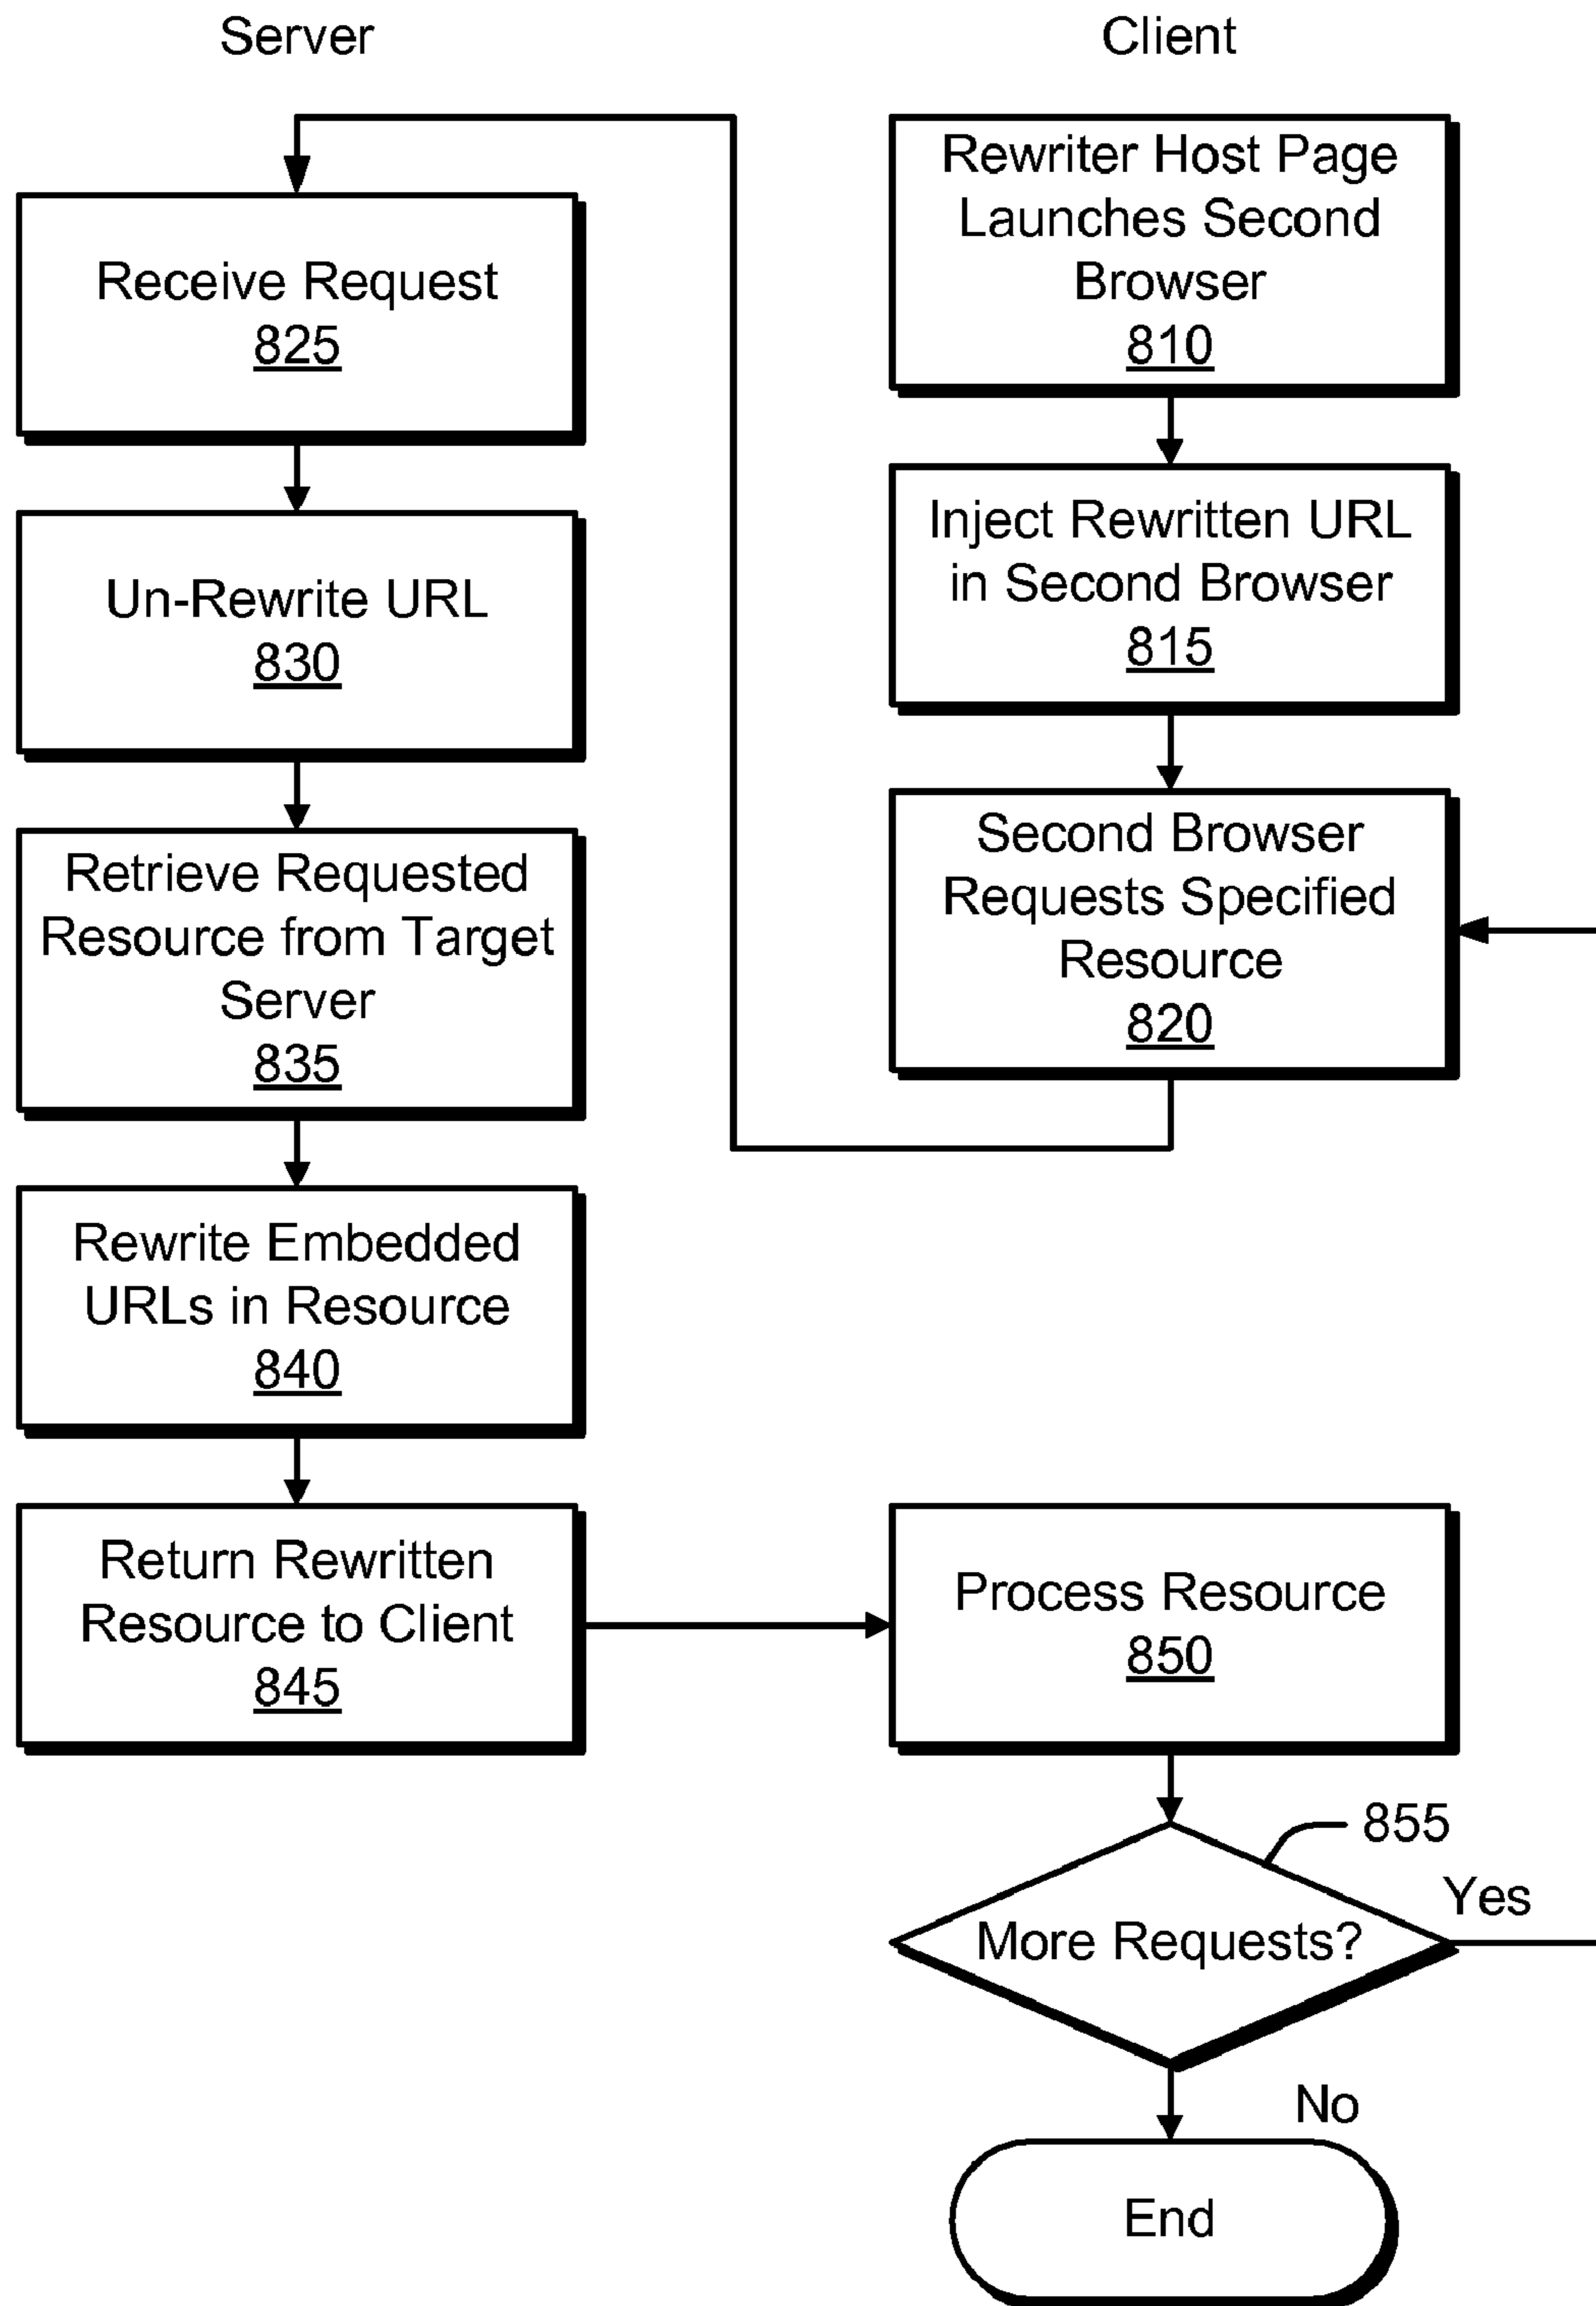 Server
Client
Rewriter Host Page
Launches Second
Browser
810
Inject Rewritten URL
in Second Browser
815
Second Browser
Requests Specified
Resource
820
Receive Request
825
Un-Rewrite URL
830
Retrieve Requested
Resource from Target
Server
835
Rewrite Embedded
URLs in Resource
840
Return Rewritten
Resource to Client
845
Process Resource
850
855
More Requests?
Yes
No
End